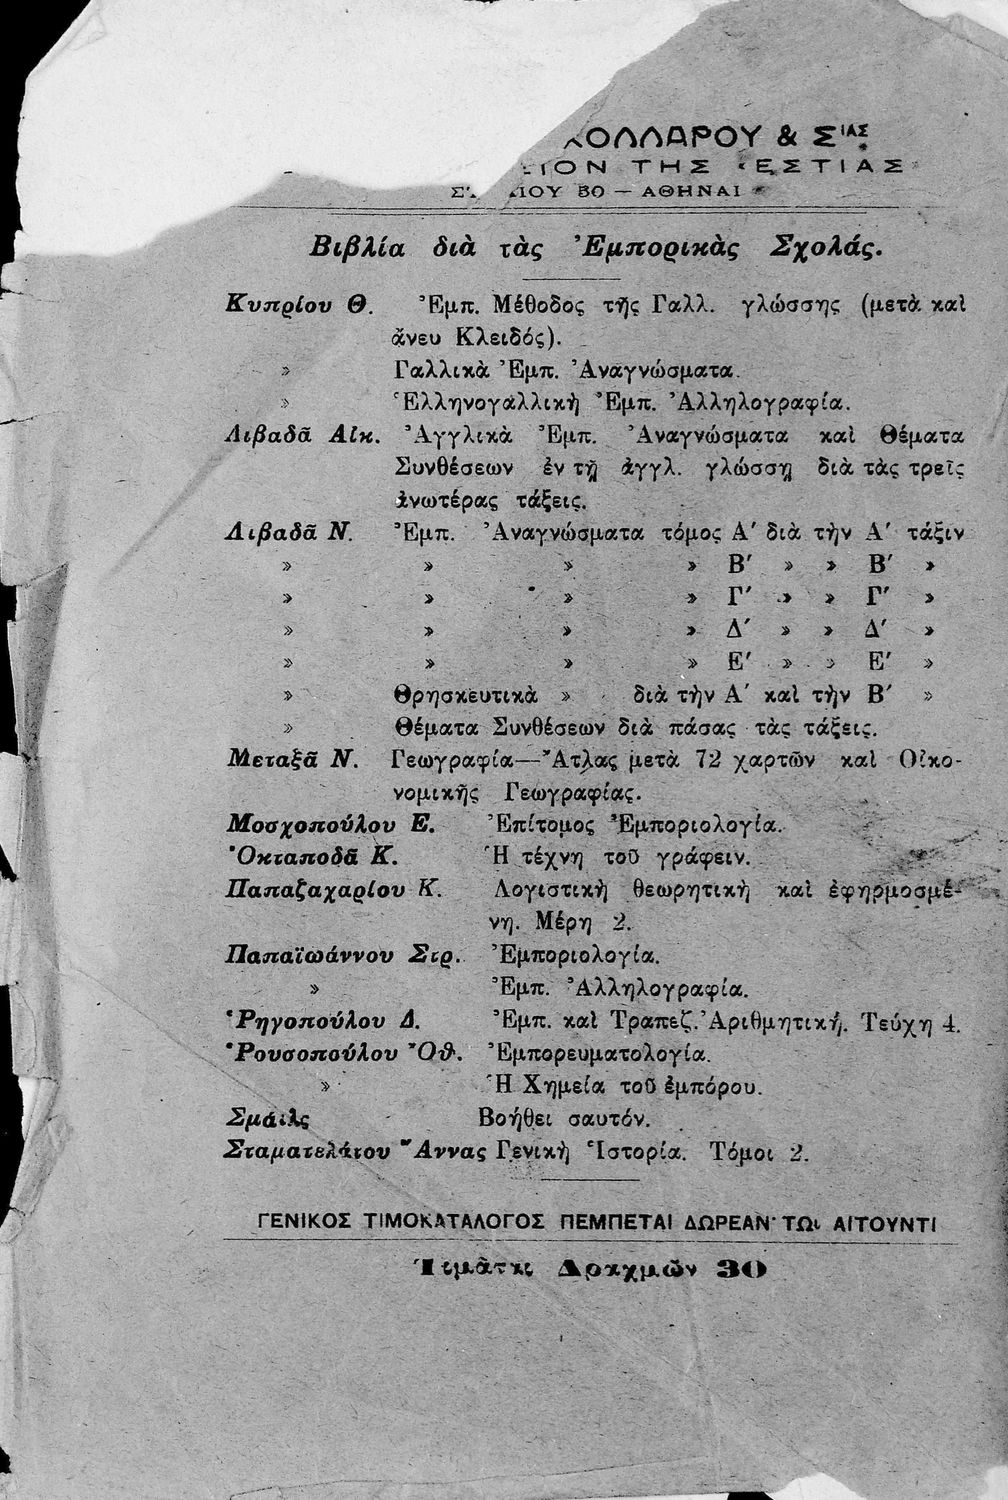 & Σ<sup>ΙΑΣ</sup>
ΤΗΣ "ΕΣΤΙΑΣ"
— ΑΘΗΝΑΙ
Βιβλία διὰ τὰς Ἐμπορικὰς Σχολάς.
Κυπρίου Θ. Ἐμπ. Μέθοδος τῆς Γαλλ. γλώσσης (μετὰ καὶ
ἄνευ Κλειδός).
» Γαλλικὰ Ἐμπ. Ἀναγνώσματα.
» Ἑλληνογαλλικὴ Ἐμπ. Ἀλληλογραφία.
Λιβαδᾶ Αἰκ. Ἀγγλικὰ Ἐμπ. Ἀναγνώσματα καὶ Θέματα
Συνθέσεων ἐν τῇ ἀγγλ. γλώσσῃ διὰ τὰς τρεῖς
ἀνωτέρας τάξεις.
Λιβαδᾶ Ν. Ἐμπ. Ἀναγνώσματα τόμος Α′ διὰ τὴν Α′ τάξιν
» » » » Β′ » » Β′ »
» » » » Γ′ » » Γ′ »
» » » » Δ′ » » Δ′ »
» » » » Ε′ » » Ε′ »
» Θρησκευτικὰ » διὰ τὴν Α′ καὶ τὴν Β′ »
» Θέματα Συνθέσεων διὰ πάσας τὰς τάξεις.
Μεταξᾶ Ν. Γεωγραφία—Ἄτλας μετὰ 72 χαρτῶν καὶ Οἰκο-
νομικῆς Γεωγραφίας.
Μοσχοπούλου Ε. Ἐπίτομος Ἐμποριολογία.
Ὀκταποδᾶ Κ. Ἡ τέχνη τοῦ γράφειν.
Παπαζαχαρίου Κ. Λογιστικὴ θεωρητικὴ καὶ ἐφηρμοσμέ-
νη. Μέρη 2.
Παπαϊωάννου Στρ. Ἐμποριολογία.
» Ἐμπ. Ἀλληλογραφία.
Ῥηγοπούλου Δ. Ἐμπ. καὶ Τραπεζ. Ἀριθμητική. Τεύχη 4.
Ῥουσοπούλου Ὀθ. Ἐμπορευματολογία.
» Ἡ Χημεία τοῦ ἐμπόρου.
Σμάιλς Βοήθει σαυτόν.
Σταματελάτου Ἄννας Γενικὴ Ἱστορία. Τόμοι 2.
ΓΕΝΙΚΟΣ ΤΙΜΟΚΑΤΑΛΟΓΟΣ ΠΕΜΠΕΤΑΙ ΔΩΡΕΑΝ ΤΩι ΑΙΤΟΥΝΤΙ
Τιμᾶται Δραχμῶν 30